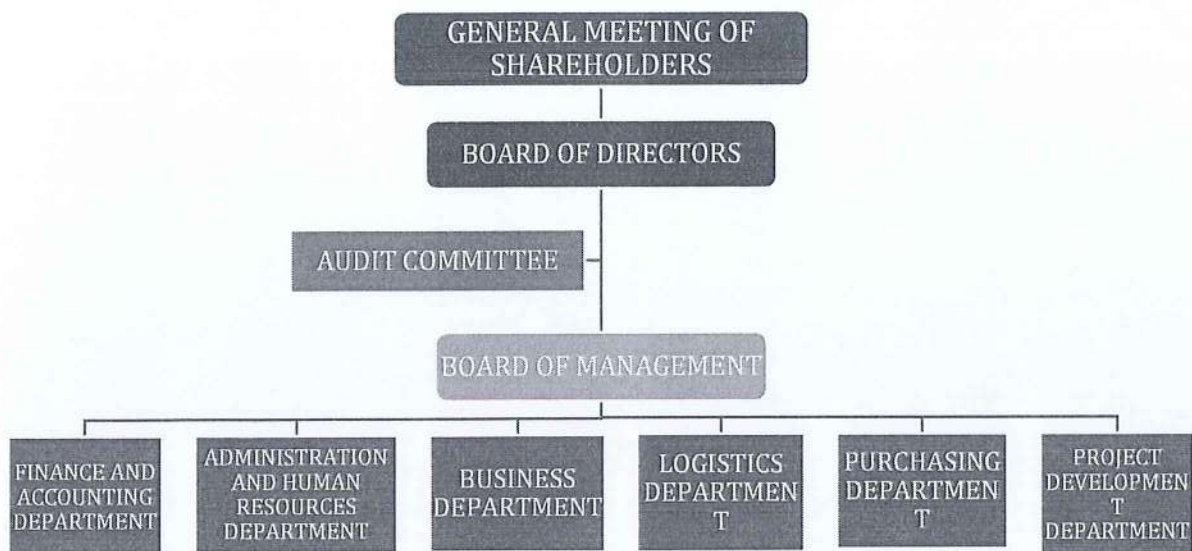 GENERAL MEETING OF
SHAREHOLDERS
BOARD OF DIRECTORS
AUDIT COMMITTEE
BOARD OF MANAGEMENT
FINANCE AND
ACCOUNTING
DEPARTMENT
ADMINISTRATION
AND HUMAN
RESOURCES
DEPARTMENT
BUSINESS
DEPARTMENT
LOGISTICS
DEPARTMEN
T
PURCHASING
DEPARTMEN
T
PROJECT
DEVELOPMEN
T
DEPARTMENT